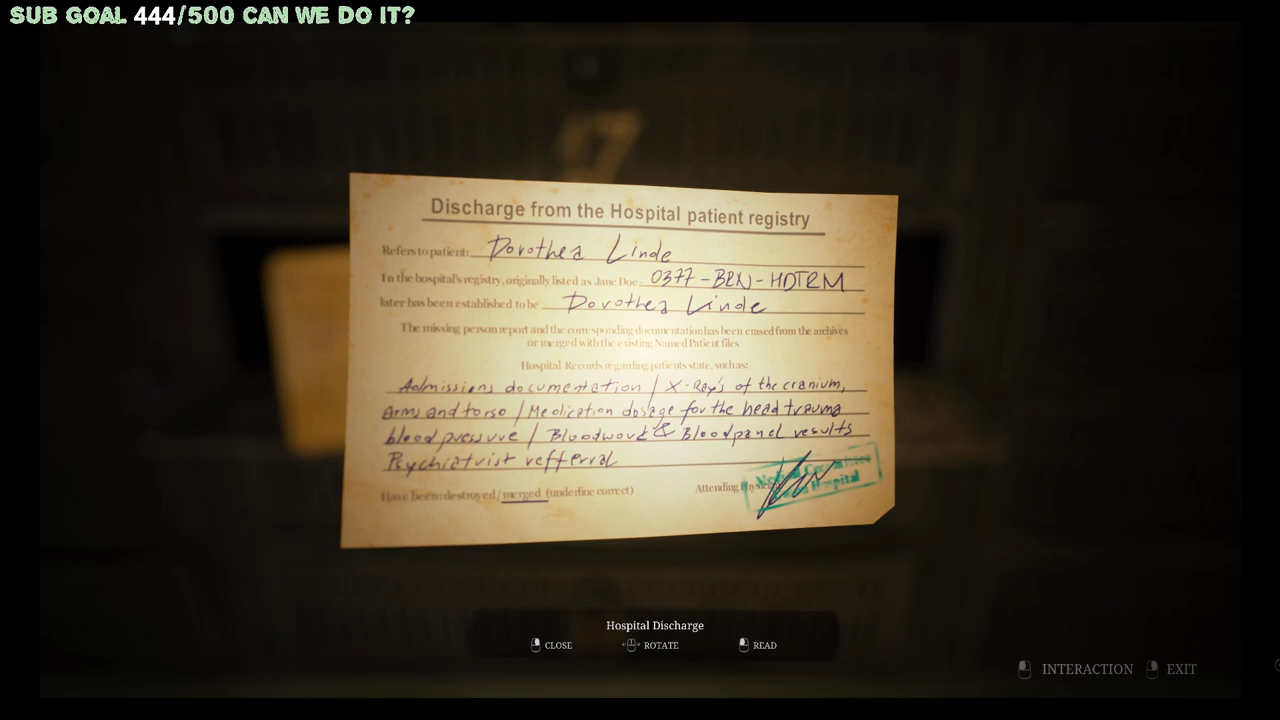 SUB GOAL 444/500 CAN WE DO IT?
17
Discharge from the Hospital patient registry
Refers to patient: Dorothea Linde
In the hospital's registry, originally listed as Jane Doe 0377-BRN-HDTRM
later has been established to be Dorothea Linde
The missing person report and the corresponding documentation has been erased from the archives
or merged with the existing Named Patient files
Hospital Records regarding patients state, such as:
Admissions documentation / X-Ray's of the cranium,
arms and torso / Medication dosage for the head trauma
blood pressure / Bloodwork & Bloodpanel results
Psychiatrist refferral
Have been: destroyed / merged (underline correct) Attending
Medical
Hospital
Hospital Discharge
CLOSE ROTATE READ
INTERACTION EXIT